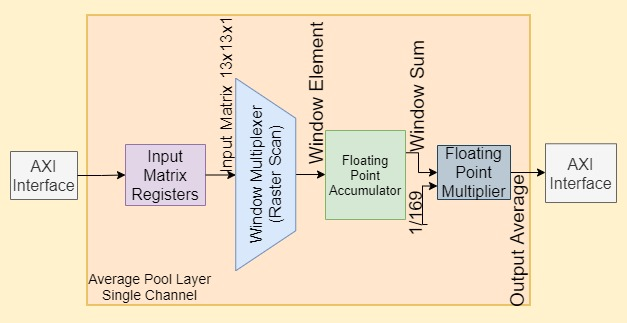 AXI
Interface
Input
Matrix
Registers
Input Matrix 13x13x1
Window Multiplexer
(Raster Scan)
Window Element
Floating
Point
Accumulator
Window Sum
1/169
Floating
Point
Multiplier
Output Average
AXI
Interface
Average Pool Layer
Single Channel